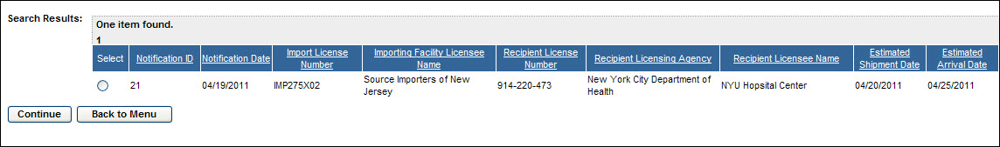 Search Results:
One item found.
1
Select Notification ID Notification Date Import License Number Importing Facility Licensee Name Recipient License Number Recipient Licensing Agency Recipient Licensee Name Estimated Shipment Date Estimated Arrival Date
21 04/19/2011 IMP275X02 Source Importers of New Jersey 914-220-473 New York City Department of Health NYU Hopsital Center 04/20/2011 04/25/2011
Continue Back to Menu